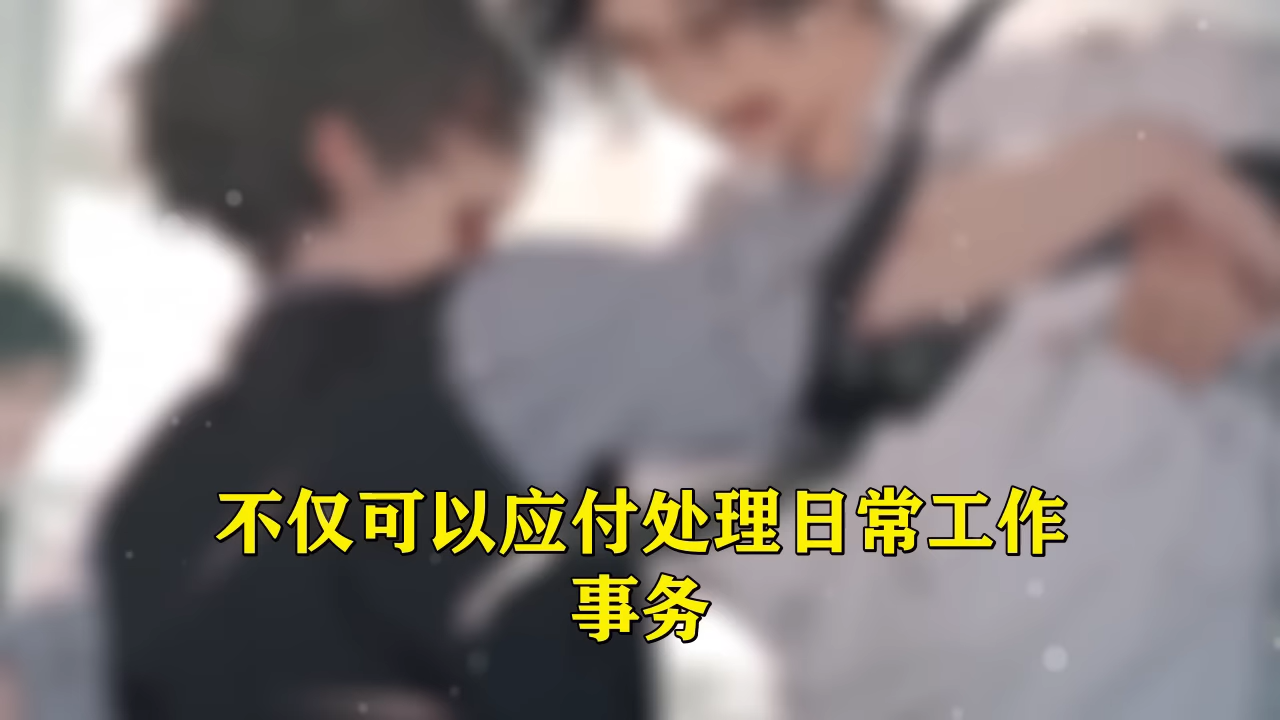 不仅可以应付处理日常工作
事务